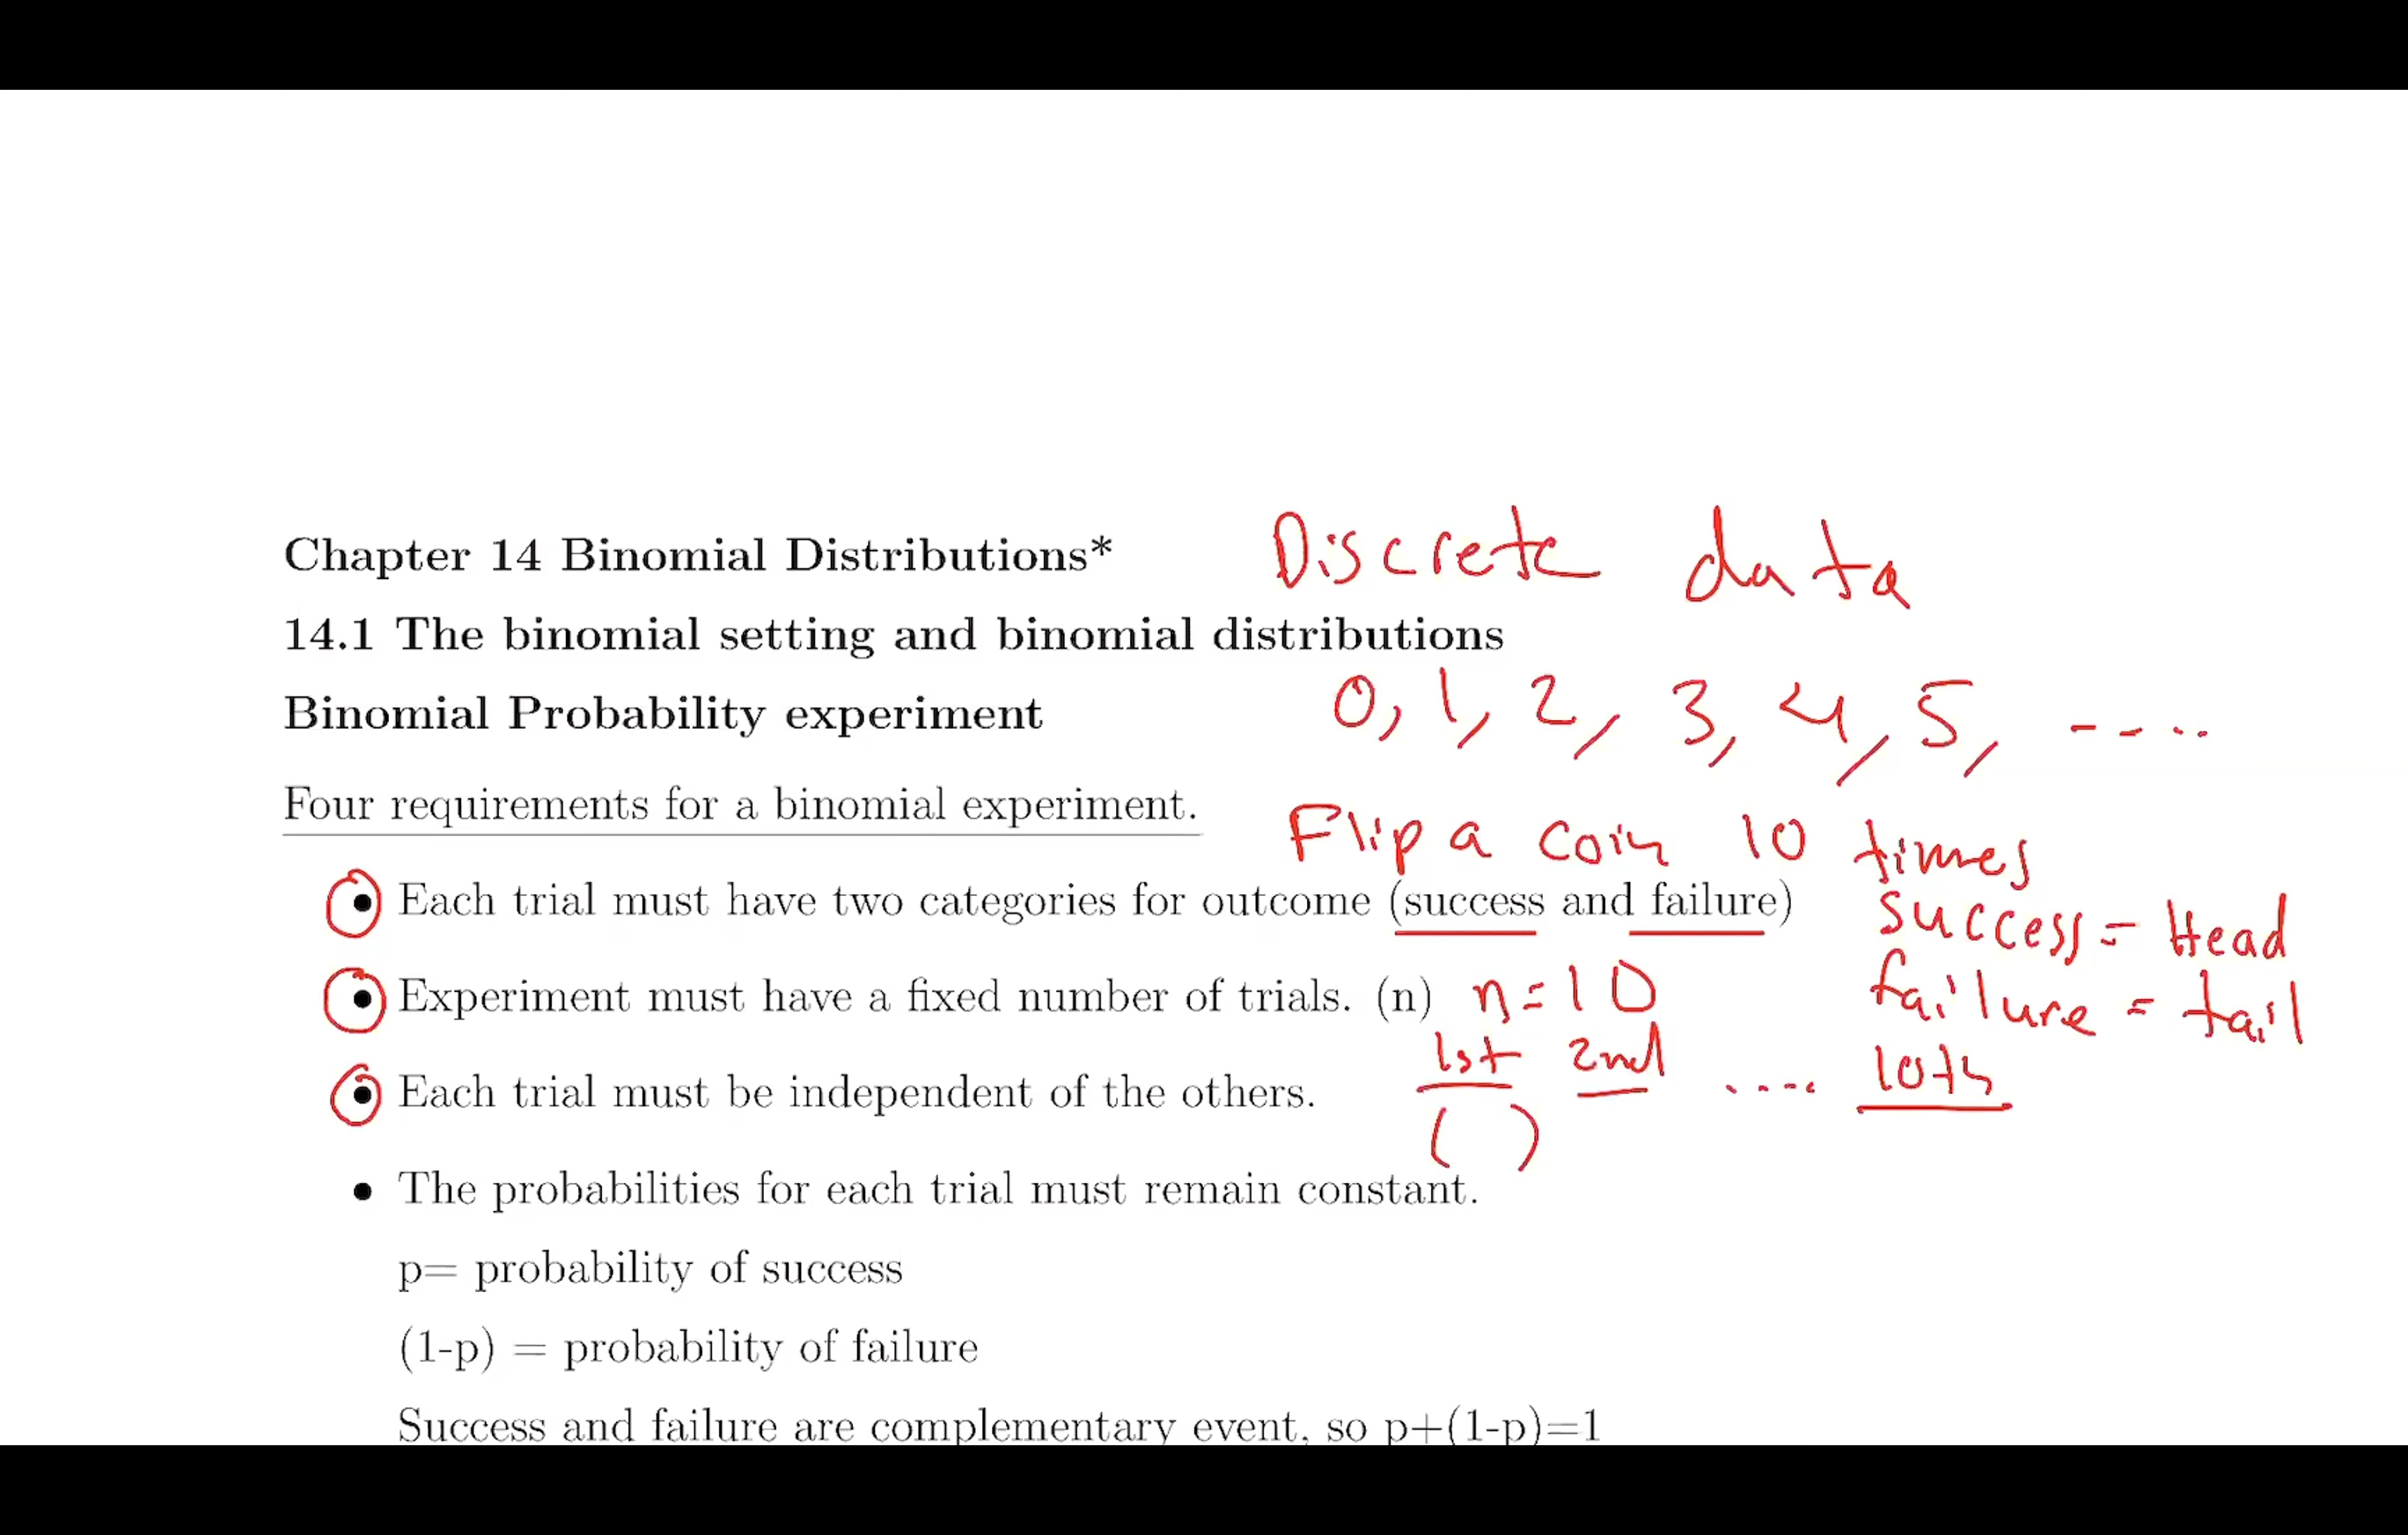 Chapter 14 Binomial Distributions* Discrete data
14.1 The binomial setting and binomial distributions
Binomial Probability experiment 0, 1, 2, 3, 4, 5, ----
Four requirements for a binomial experiment. Flip a coin 10 times
• Each trial must have two categories for outcome (success and failure) success = Head
failure = tail
• Experiment must have a fixed number of trials. (n) n = 10
1st 2nd .... 10th
• Each trial must be independent of the others. ( )
• The probabilities for each trial must remain constant.
p= probability of success
(1-p) = probability of failure
Success and failure are complementary event, so p+(1-p)=1